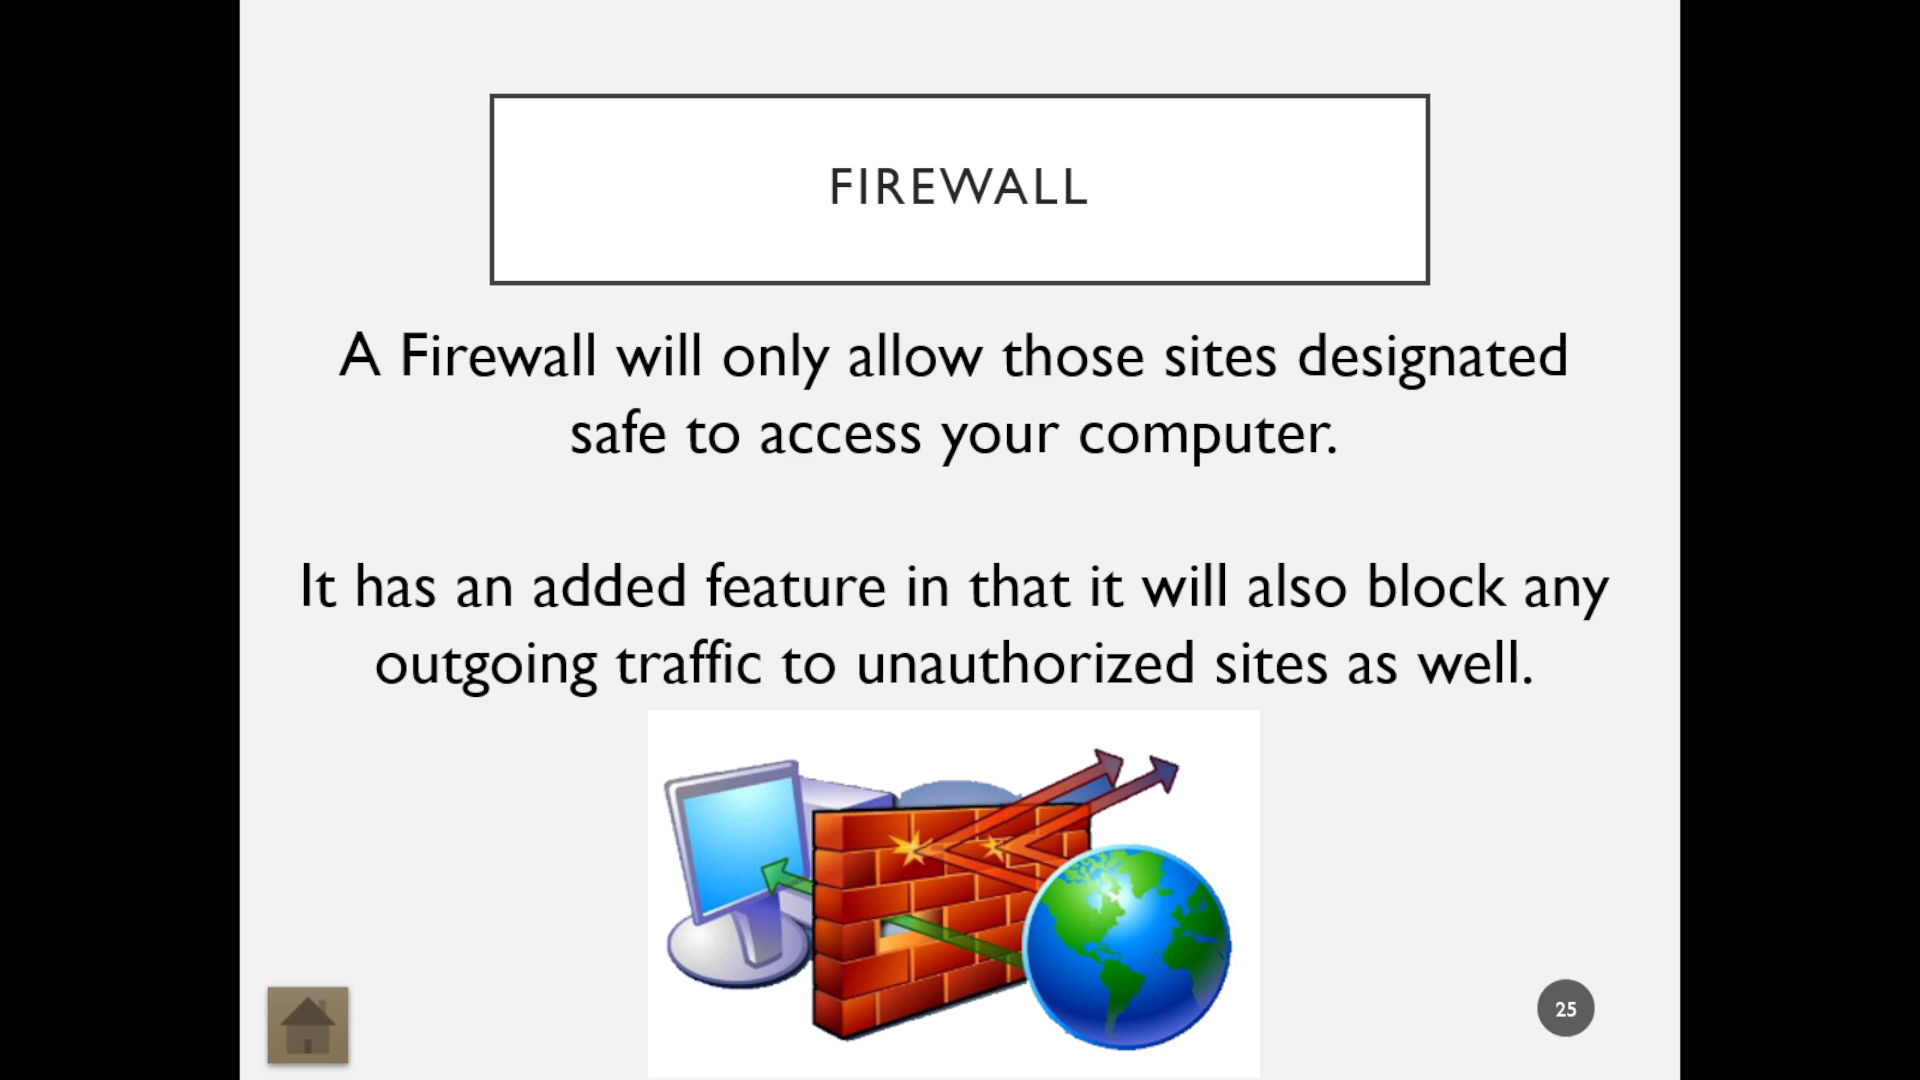 FIREWALL
A Firewall will only allow those sites designated
safe to access your computer.
It has an added feature in that it will also block any
outgoing traffic to unauthorized sites as well.
25